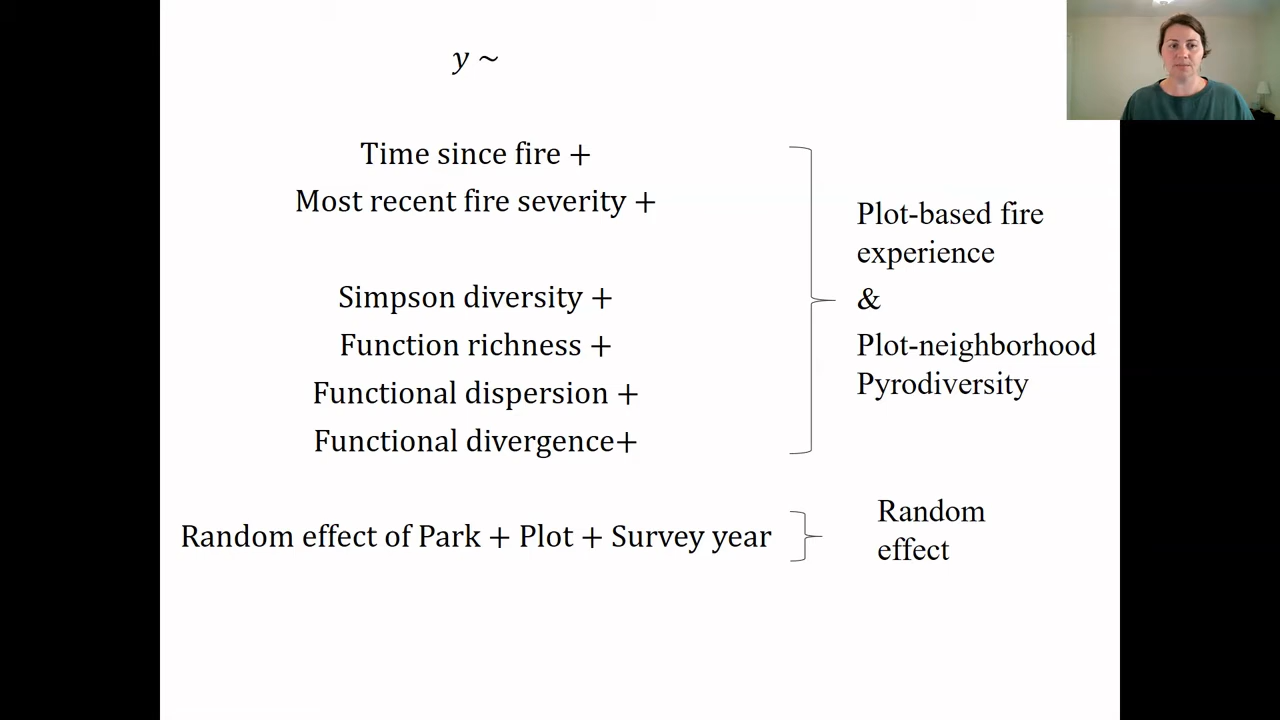 y ~
Time since fire +
Most recent fire severity +
Simpson diversity +
Function richness +
Functional dispersion +
Functional divergence+
Random effect of Park + Plot + Survey year
Plot-based fire
experience
&
Plot-neighborhood
Pyrodiversity
Random
effect